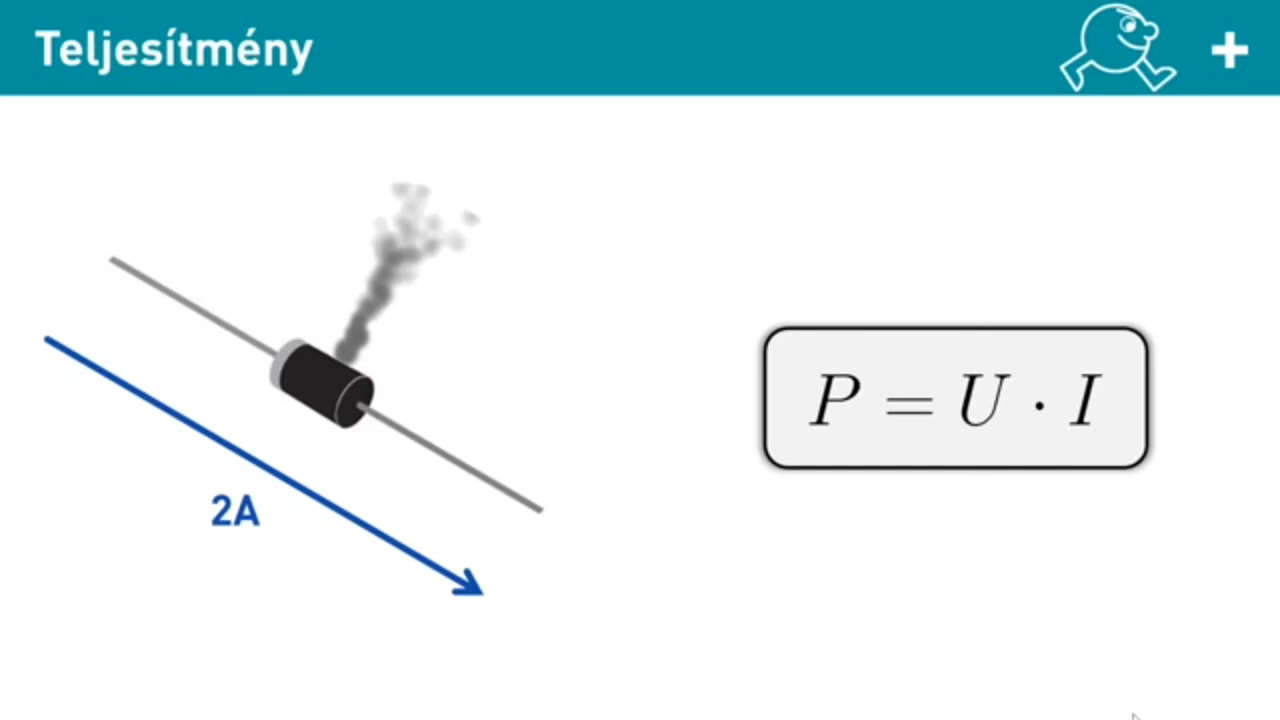 Teljesítmény
+
2A
P = U · I